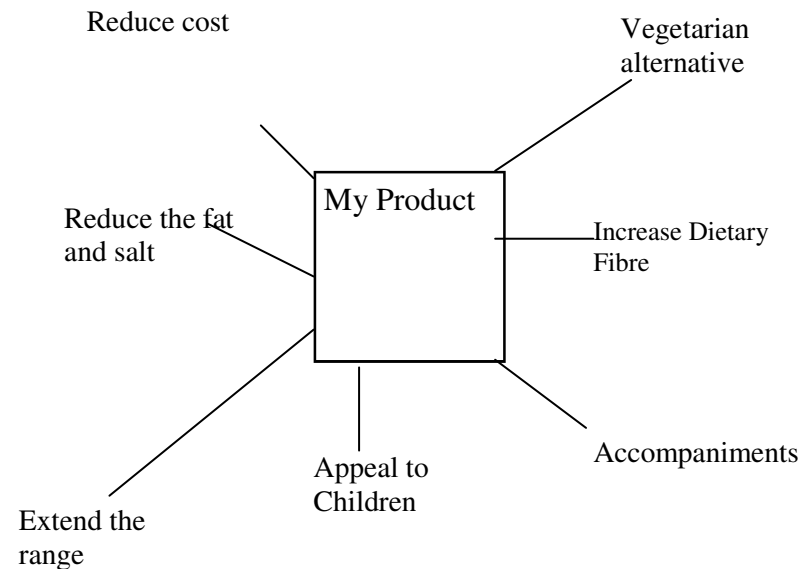 Reduce cost
Vegetarian
alternative
My Product
Reduce the fat
and salt
Increase Dietary
Fibre
Accompaniments
Appeal to
Children
Extend the
range